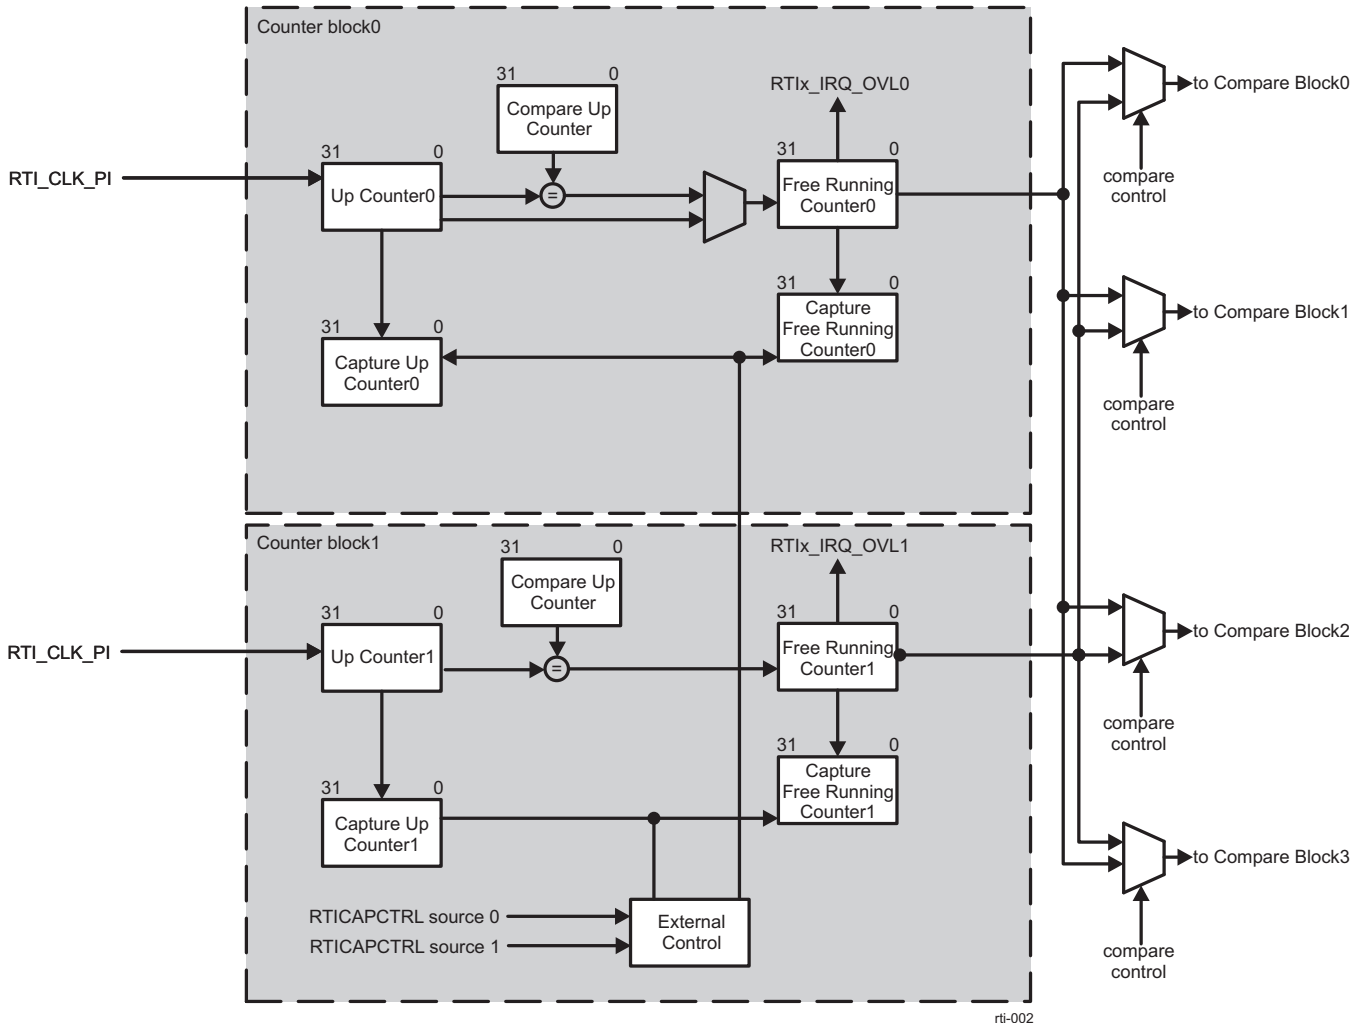 Counter block0
31 0
Compare Up
Counter
RTIx_IRQ_OVL0
to Compare Block0
31 0
RTI_CLK_PI
Up Counter0
=
31 0
Free Running
Counter0
compare
control
31 0
Capture Up
Counter0
31 0
Capture
Free Running
Counter0
to Compare Block1
compare
control
Counter block1
31 0
Compare Up
Counter
RTIx_IRQ_OVL1
31 0
RTI_CLK_PI
Up Counter1
=
31 0
Free Running
Counter1
to Compare Block2
compare
control
31 0
Capture Up
Counter1
31 0
Capture
Free Running
Counter1
to Compare Block3
RTICAPCTRL source 0
RTICAPCTRL source 1
External
Control
compare
control
rti-002